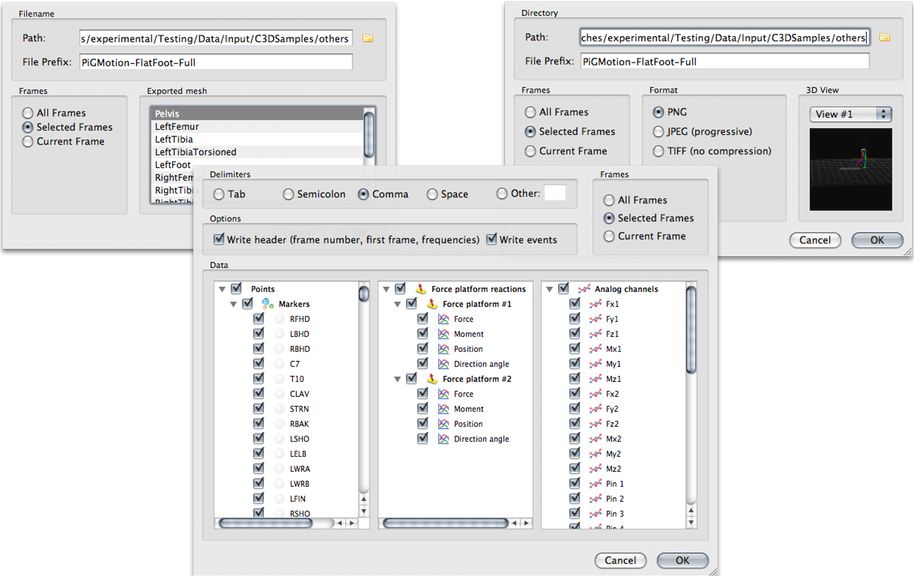 Filename
Path: s/experimental/Testing/Data/Input/C3DSamples/others
File Prefix: PiGMotion-FlatFoot-Full
Frames
All Frames
Selected Frames
Current Frame
Exported mesh
Pelvis
LeftFemur
LeftTibia
LeftTibiaTorsioned
LeftFoot
Directory
Path: ches/experimental/Testing/Data/Input/C3DSamples/others
File Prefix: PiGMotion-FlatFoot-Full
Frames
All Frames
Selected Frames
Current Frame
Format
PNG
JPEG (progressive)
TIFF (no compression)
3D View
View #1
Cancel OK
Delimiters
Tab Semicolon Comma Space Other:
Frames
All Frames
Selected Frames
Current Frame
Options
Write header (frame number, first frame, frequencies) Write events
Data
Points
Markers
RFHD
LBHD
RBHD
C7
T10
CLAV
STRN
RBAK
LSHO
LELB
LWRA
LWRB
LFIN
RSHO
Force platform reactions
Force platform #1
Force
Moment
Position
Direction angle
Force platform #2
Force
Moment
Position
Direction angle
Analog channels
Fx1
Fy1
Fz1
Mx1
My1
Mz1
Fx2
Fy2
Fz2
Mx2
My2
Mz2
Pin 1
Pin 2
Pin 3
Cancel OK